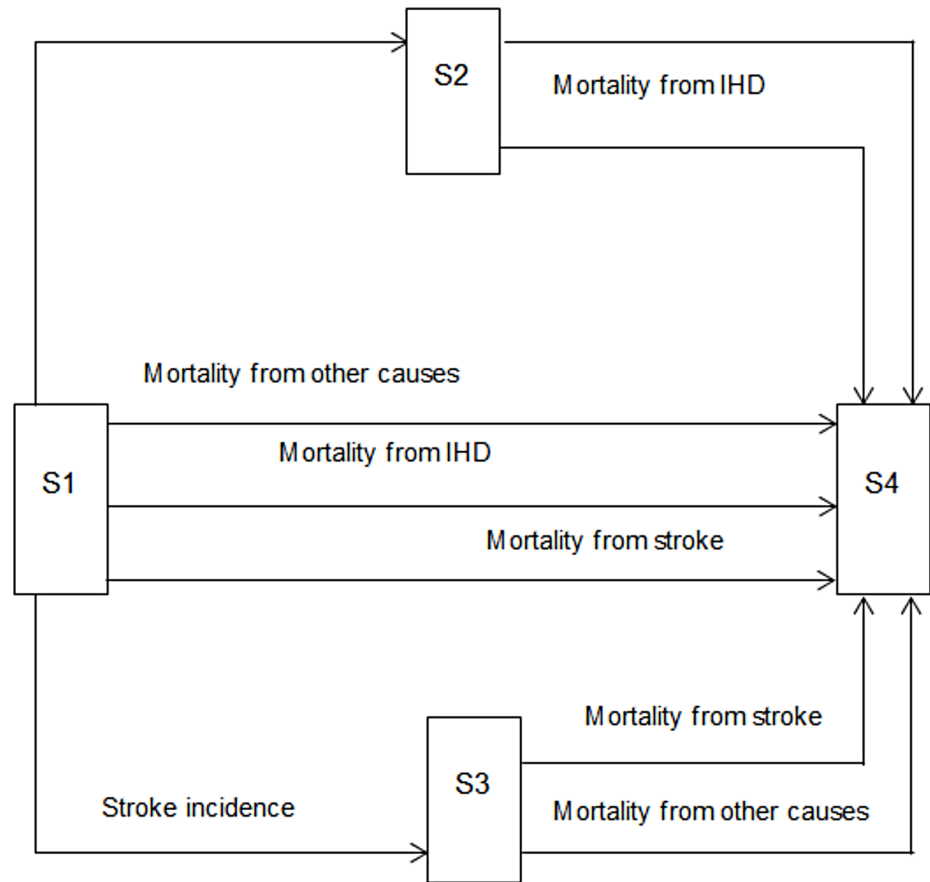 S2
Mortality from IHD
Mortality from other causes
Mortality from IHD
S1
S4
Mortality from stroke
Mortality from stroke
S3
Stroke incidence
Mortality from other causes